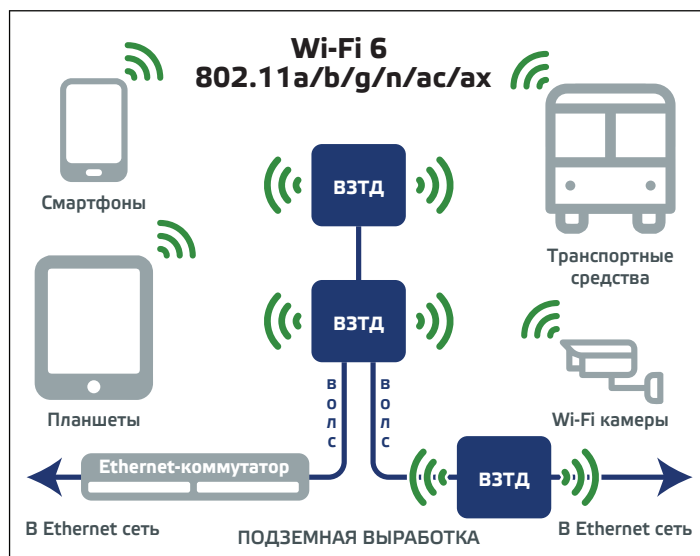 Wi-Fi 6
802.11a/b/g/n/ac/ax
Смартфоны
ВЗТД
Транспортные
средства
ВЗТД
Планшеты
ВОЛС
ВОЛС
Wi-Fi камеры
Ethernet-коммутатор
ВЗТД
В Ethernet сеть
ПОДЗЕМНАЯ ВЫРАБОТКА
В Ethernet сеть